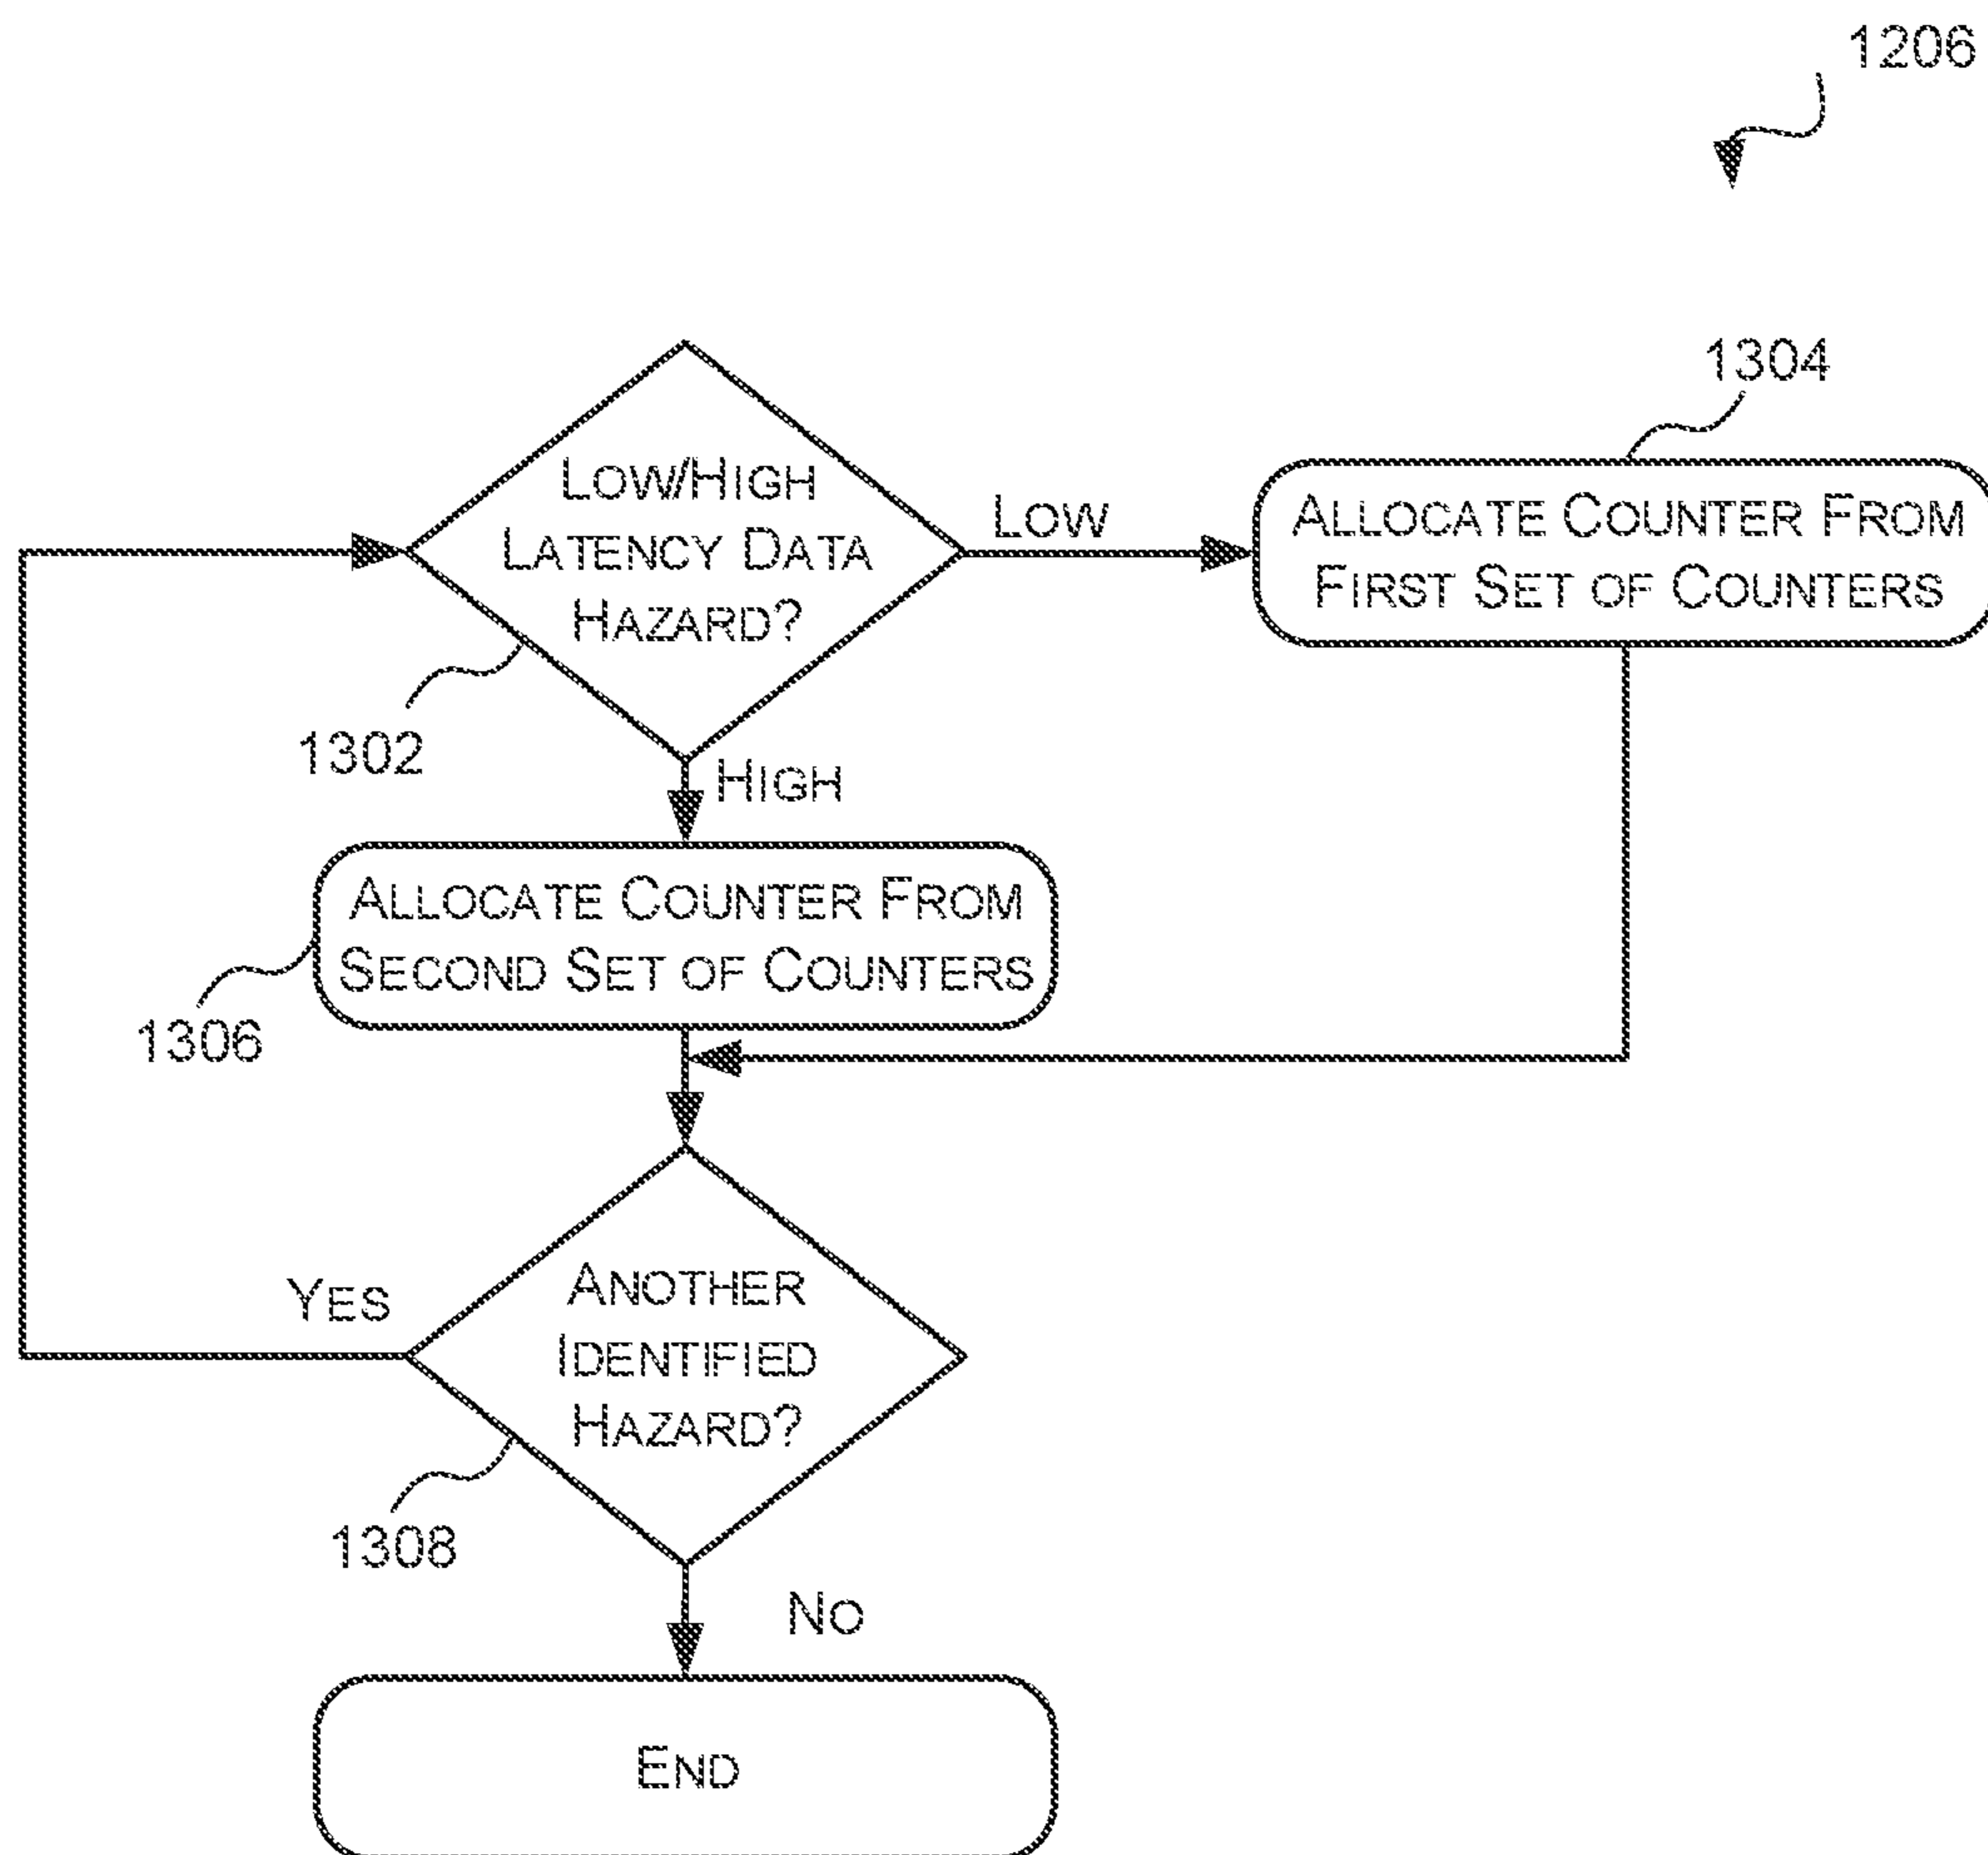 1206
1304
LOW/HIGH
LATENCY DATA
HAZARD?
LOW
ALLOCATE COUNTER FROM
FIRST SET OF COUNTERS
1302
HIGH
ALLOCATE COUNTER FROM
SECOND SET OF COUNTERS
1306
YES
ANOTHER
IDENTIFIED
HAZARD?
1308
NO
END